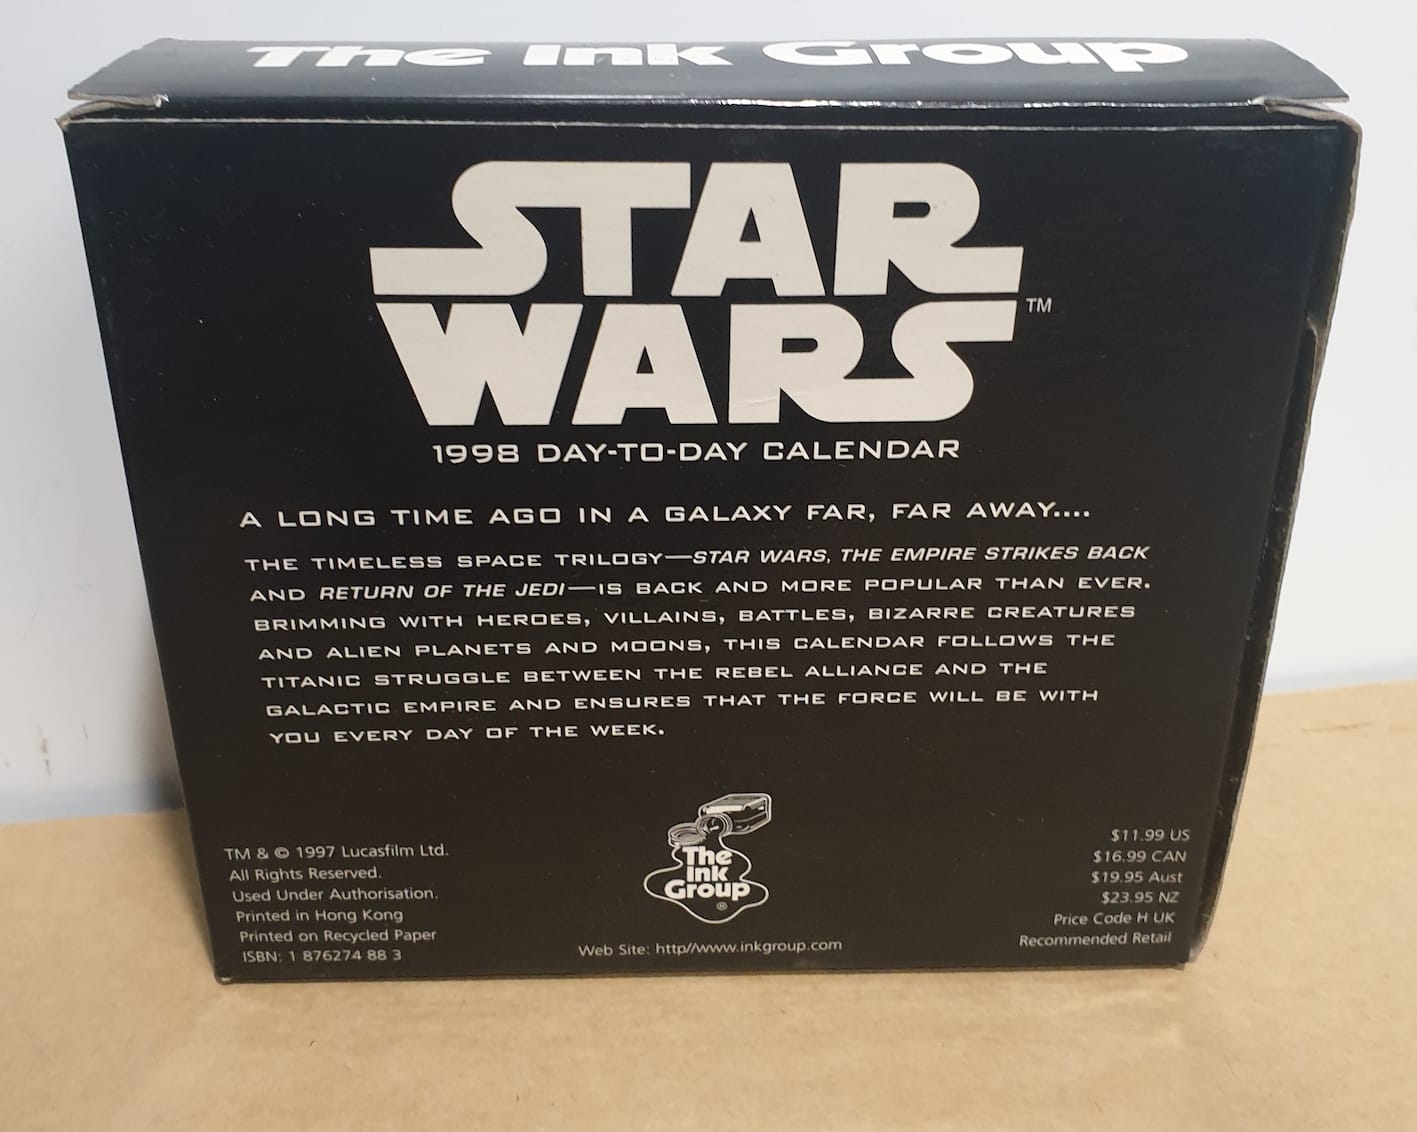 The Ink Group
STAR
WARS TM
1998 DAY-TO-DAY CALENDAR
A LONG TIME AGO IN A GALAXY FAR, FAR AWAY....
THE TIMELESS SPACE TRILOGY—STAR WARS, THE EMPIRE STRIKES BACK
AND RETURN OF THE JEDI—IS BACK AND MORE POPULAR THAN EVER.
BRIMMING WITH HEROES, VILLAINS, BATTLES, BIZARRE CREATURES
AND ALIEN PLANETS AND MOONS, THIS CALENDAR FOLLOWS THE
TITANIC STRUGGLE BETWEEN THE REBEL ALLIANCE AND THE
GALACTIC EMPIRE AND ENSURES THAT THE FORCE WILL BE WITH
YOU EVERY DAY OF THE WEEK.
TM & © 1997 Lucasfilm Ltd.
All Rights Reserved.
Used Under Authorisation.
Printed in Hong Kong
Printed on Recycled Paper
ISBN: 1 876274 88 3
The
Ink
Group
®
Web Site: http//www.inkgroup.com
$11.99 US
$16.99 CAN
$19.95 Aust
$23.95 NZ
Price Code H UK
Recommended Retail